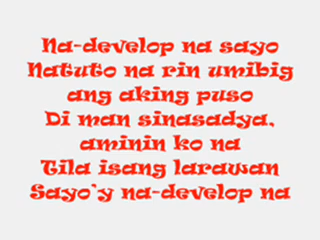 Na-develop na sayo
Natuto na rin umibig
ang aking puso
Di man sinasadya,
aminin ko na
Tila isang larawan
Sayo'y na-develop na